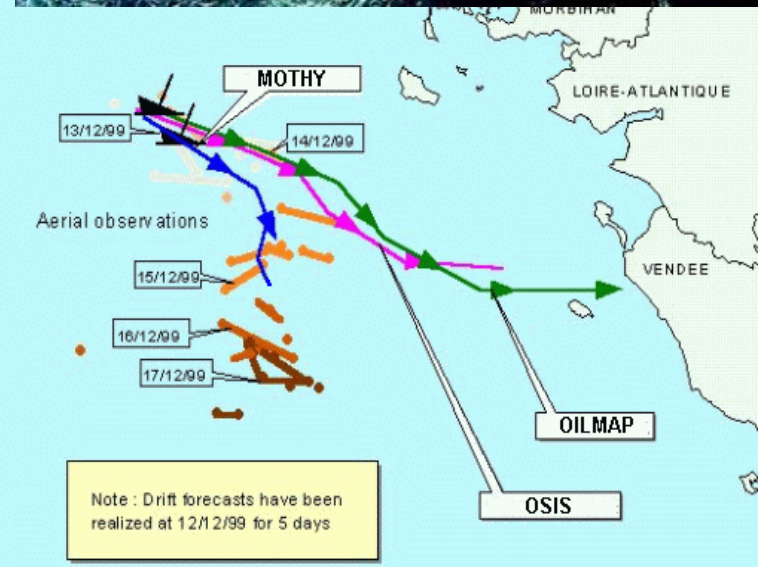 MORBIHAN
MOTHY
LOIRE-ATLANTIQUE
13/12/99
14/12/99
Aerial observations
VENDEE
15/12/99
16/12/99
17/12/99
OILMAP
OSIS
Note : Drift forecasts have been
realized at 12/12/99 for 5 days